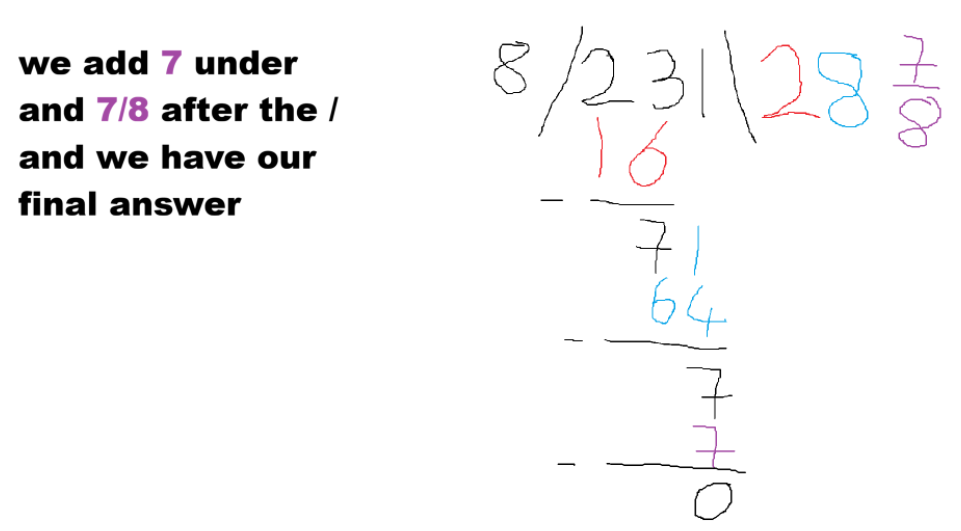 we add 7 under
and 7/8 after the /
and we have our
final answer
8 / 231 \ 28 7/8
16
-
71
64
-
7
7
-
0